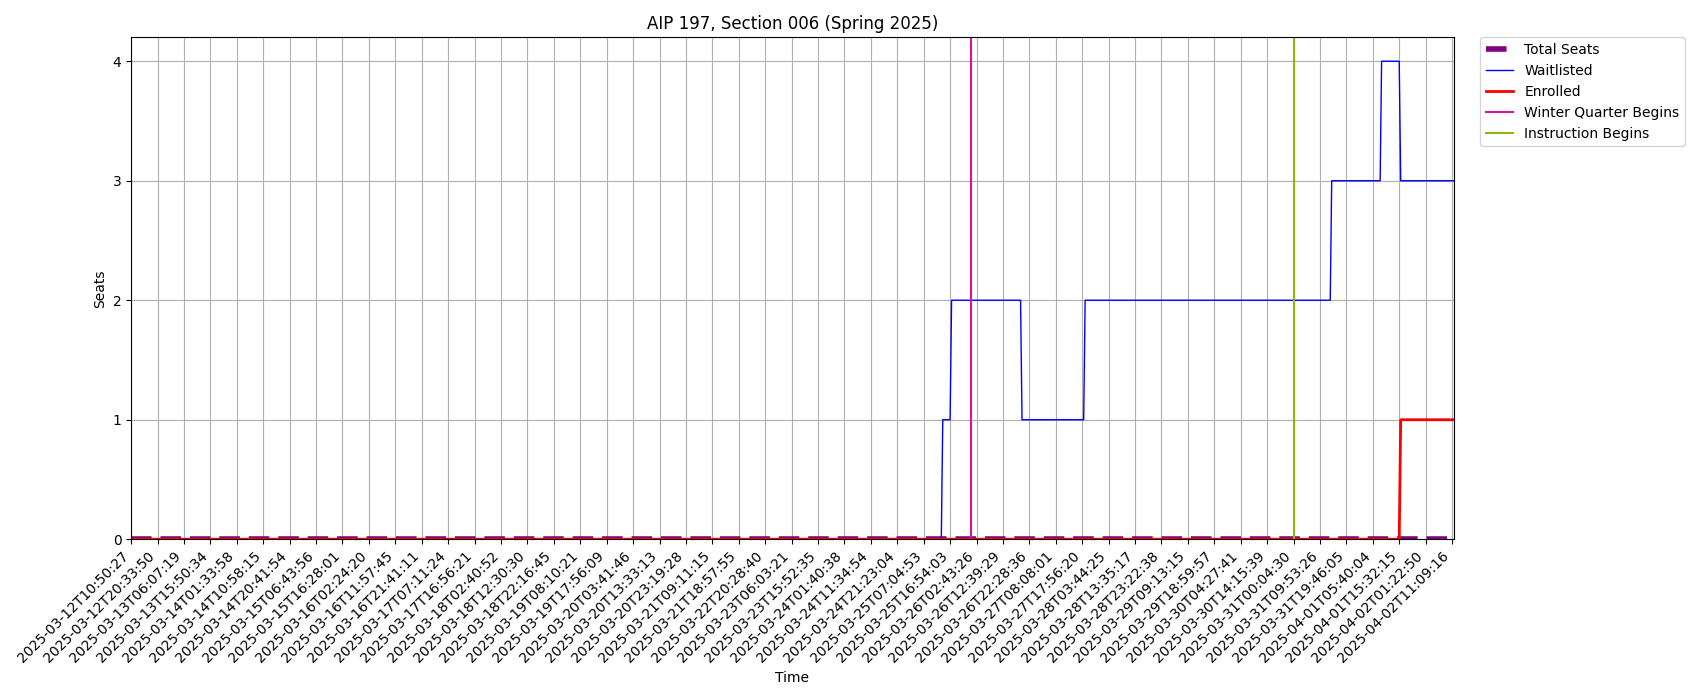 AIP 197, Section 006 (Spring 2025)
Total Seats
Waitlisted
Enrolled
Winter Quarter Begins
Instruction Begins
Seats
4
3
2
1
0
2025-03-12T10:50:27
2025-03-12T20:33:50
2025-03-13T06:07:19
2025-03-13T15:50:34
2025-03-14T01:33:58
2025-03-14T10:58:15
2025-03-14T20:41:54
2025-03-15T06:43:56
2025-03-15T16:28:01
2025-03-16T02:24:20
2025-03-16T11:57:45
2025-03-16T21:41:11
2025-03-17T07:11:24
2025-03-17T16:56:21
2025-03-18T02:40:52
2025-03-18T12:30:30
2025-03-18T22:16:45
2025-03-19T08:10:21
2025-03-19T17:56:09
2025-03-20T03:41:46
2025-03-20T13:33:13
2025-03-20T23:19:28
2025-03-21T09:11:15
2025-03-21T18:57:55
2025-03-22T20:28:40
2025-03-23T06:03:21
2025-03-23T15:52:35
2025-03-24T01:40:38
2025-03-24T11:34:54
2025-03-24T21:23:04
2025-03-25T07:04:53
2025-03-25T16:54:03
2025-03-26T02:43:26
2025-03-26T12:39:29
2025-03-26T22:28:36
2025-03-27T08:08:01
2025-03-27T17:56:20
2025-03-28T03:44:25
2025-03-28T13:35:17
2025-03-28T23:22:38
2025-03-29T09:13:15
2025-03-29T18:59:57
2025-03-30T04:27:41
2025-03-30T14:15:39
2025-03-31T00:04:30
2025-03-31T09:53:26
2025-03-31T19:46:05
2025-04-01T05:40:04
2025-04-01T15:32:15
2025-04-02T01:22:50
2025-04-02T11:09:16
Time